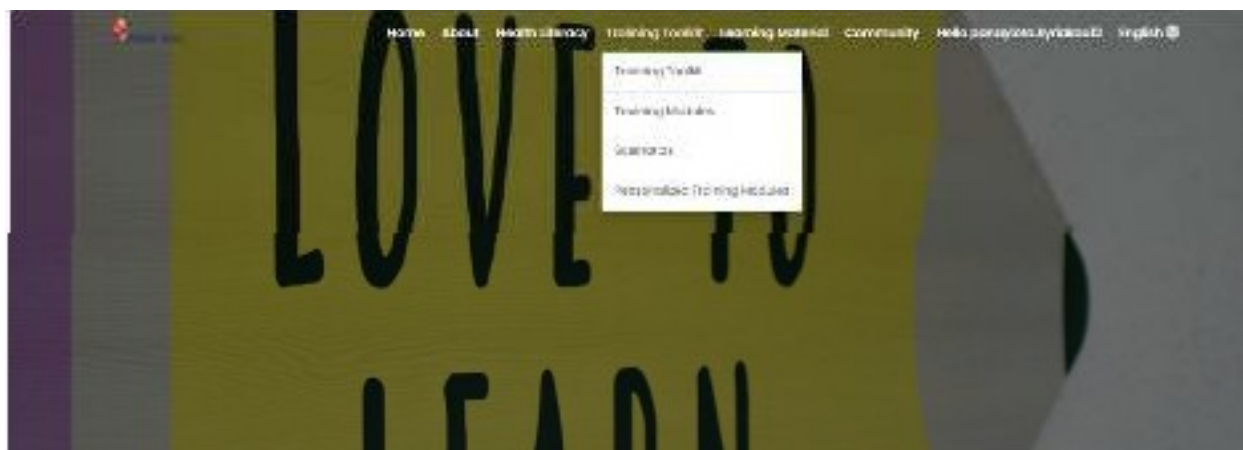 Home About Health Literacy Training Toolkit Learning Material Community Hello English
Training Toolkit
Training Modules
Scenarios
Personalized Training Modules
LOVE TO
LEARN